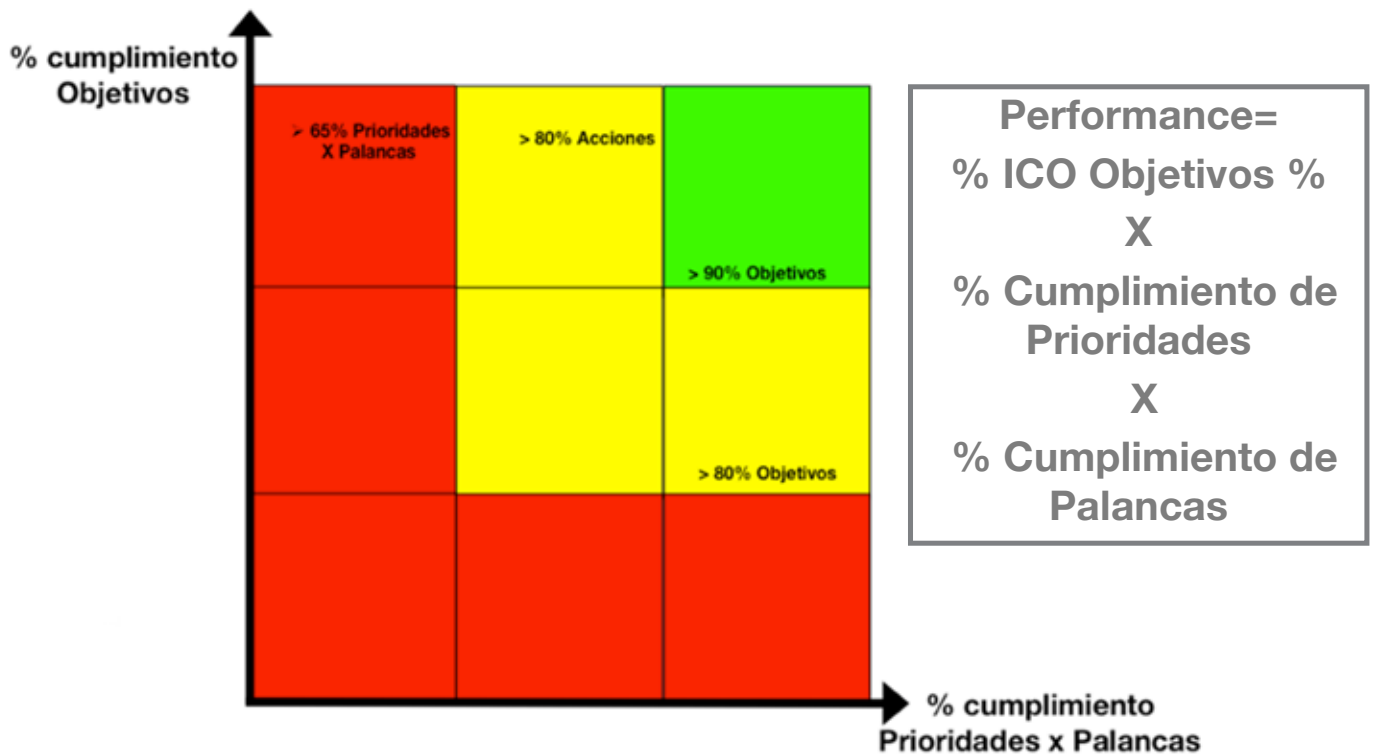 % cumplimiento
Objetivos
➢ 65% Prioridades
X Palancas
> 80% Acciones
> 90% Objetivos
> 80% Objetivos
% cumplimiento
Prioridades x Palancas
Performance=
% ICO Objetivos %
X
% Cumplimiento de
Prioridades
X
% Cumplimiento de
Palancas